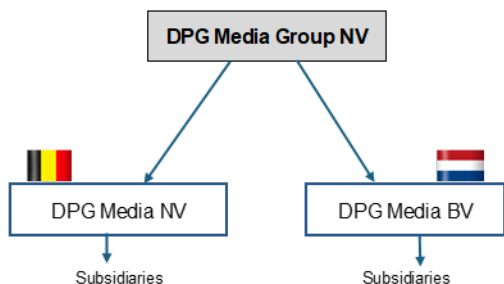 DPG Media Group NV
DPG Media NV
DPG Media BV
Subsidiaries
Subsidiaries